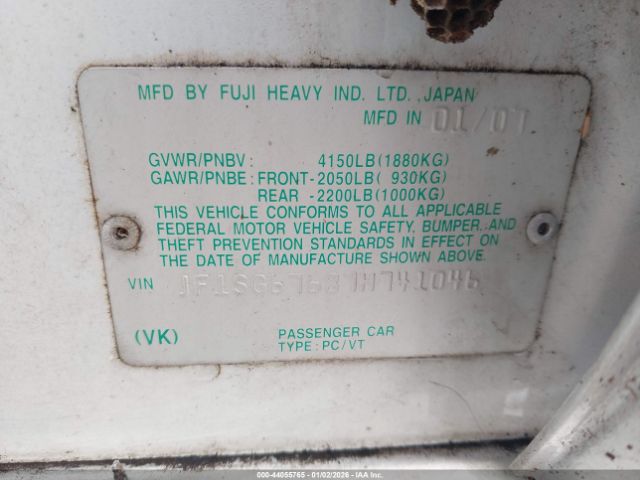 MFD BY FUJI HEAVY IND. LTD., JAPAN
MFD IN 01/07
GVWR/PNBV: 4150LB(1880KG)
GAWR/PNBE: FRONT-2050LB( 930KG)
REAR -2200LB(1000KG)
THIS VEHICLE CONFORMS TO ALL APPLICABLE
FEDERAL MOTOR VEHICLE SAFETY, BUMPER, AND
THEFT PREVENTION STANDARDS IN EFFECT ON THE
DATE OF MANUFACTURE SHOWN ABOVE.
VIN JF1SG67687H741046
(VK) PASSENGER CAR
TYPE: PC/VT
000-44055765 - 01/02/2026 - IAA Inc.